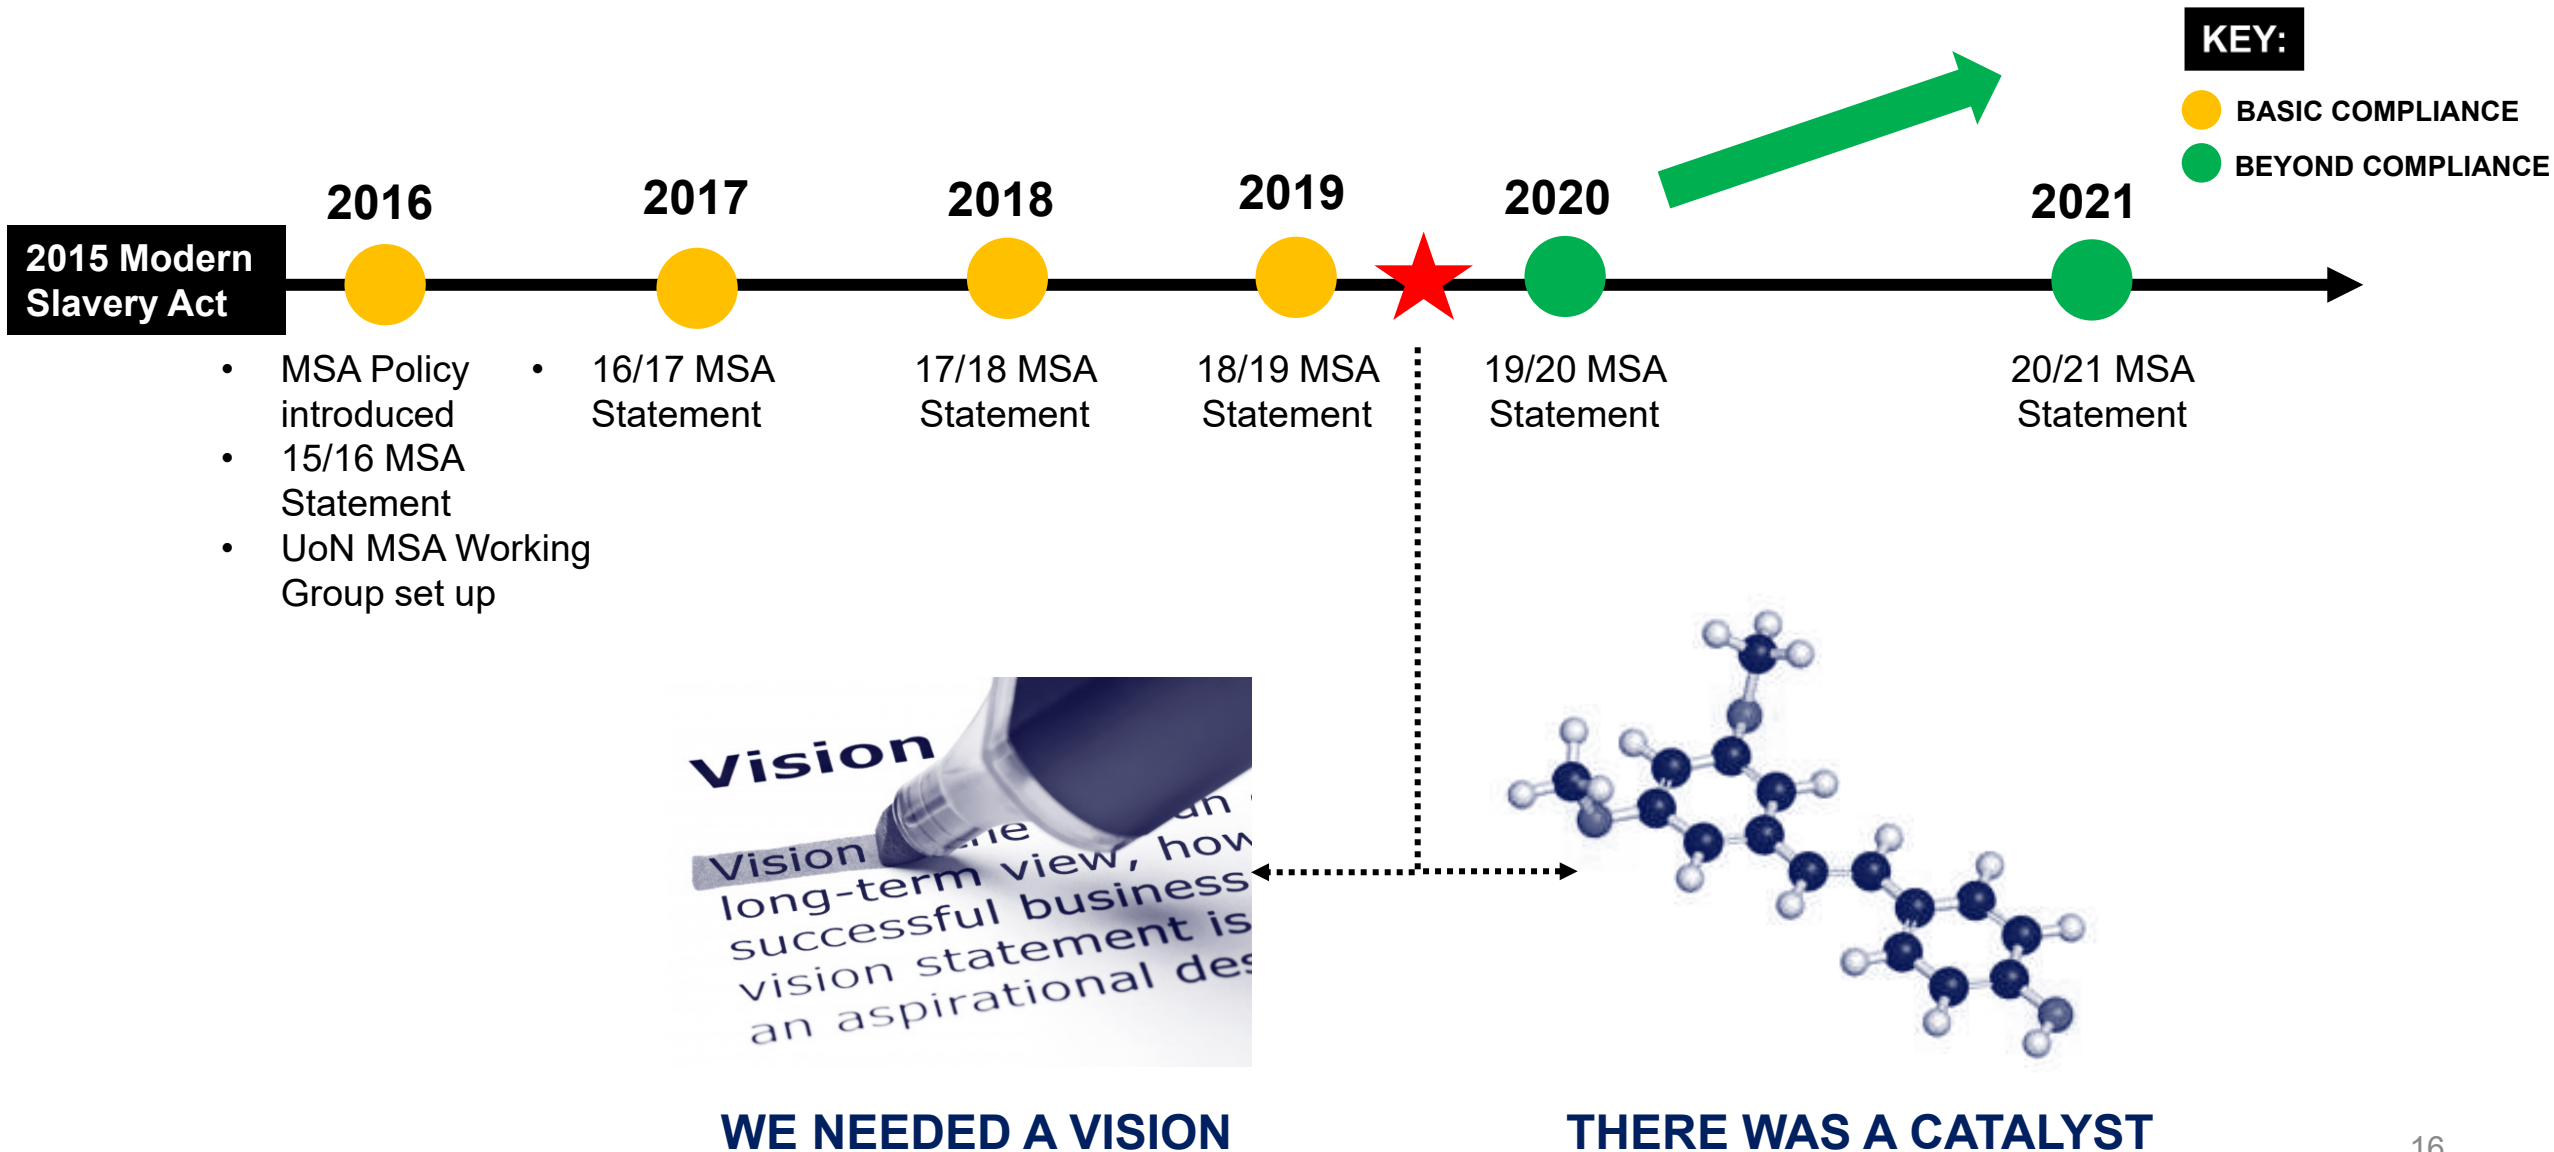 KEY:
BASIC COMPLIANCE
BEYOND COMPLIANCE
2016
2017
2018
2019
2020
2021
2015 Modern
Slavery Act
• MSA Policy
introduced
• 15/16 MSA
Statement
• UoN MSA Working
Group set up
• 16/17 MSA
Statement
17/18 MSA
Statement
18/19 MSA
Statement
19/20 MSA
Statement
20/21 MSA
Statement
Vision
Vision
long-term view, how
successful business
vision statement is
an aspirational des
WE NEEDED A VISION
THERE WAS A CATALYST
16